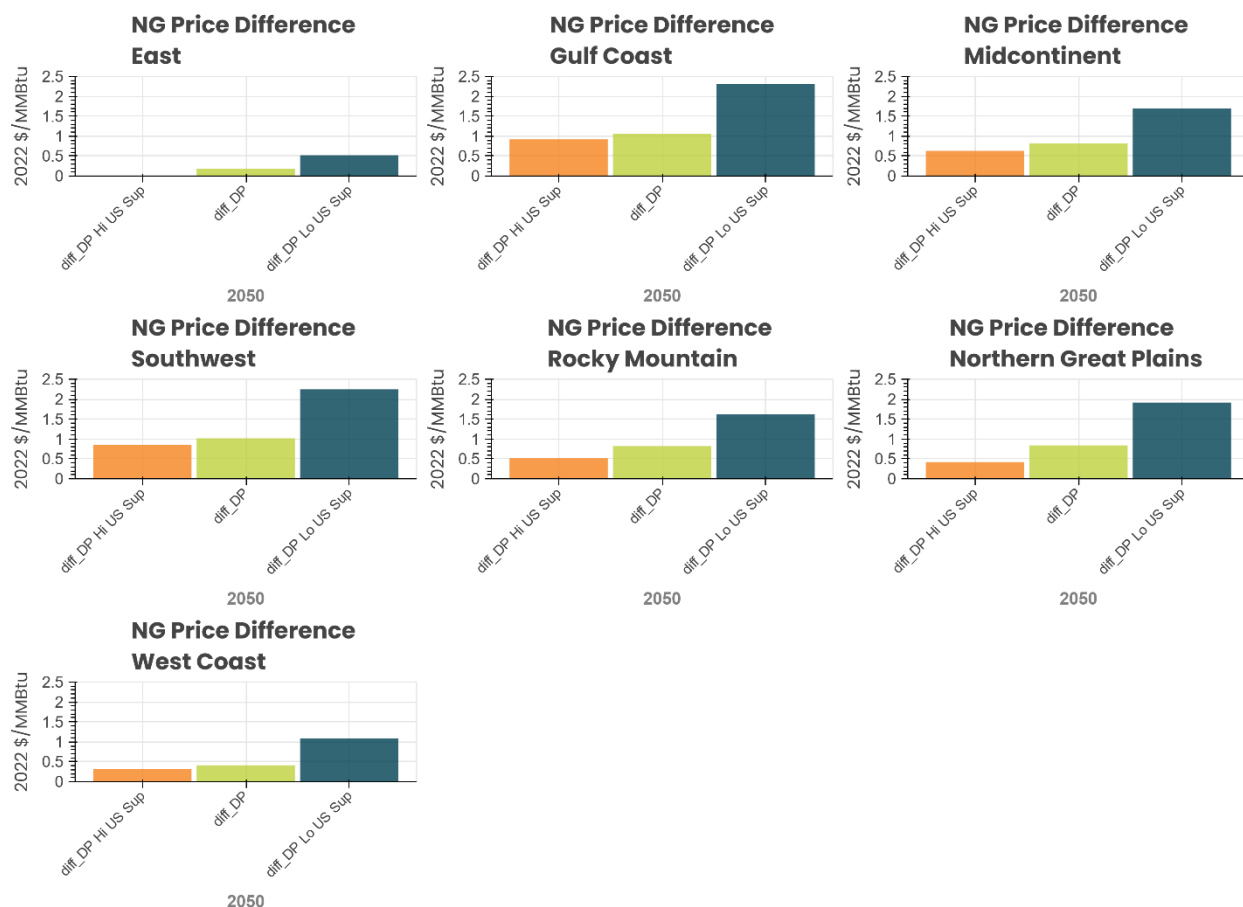 NG Price Difference
East
2022 $/MMBtu
2.5
2
1.5
1
0.5
0
diff_DP Hi US Sup
diff_DP
diff_DP Lo US Sup
2050
NG Price Difference
Gulf Coast
2022 $/MMBtu
2.5
2
1.5
1
0.5
0
diff_DP Hi US Sup
diff_DP
diff_DP Lo US Sup
2050
NG Price Difference
Midcontinent
2022 $/MMBtu
2.5
2
1.5
1
0.5
0
diff_DP Hi US Sup
diff_DP
diff_DP Lo US Sup
2050
NG Price Difference
Southwest
2022 $/MMBtu
2.5
2
1.5
1
0.5
0
diff_DP Hi US Sup
diff_DP
diff_DP Lo US Sup
2050
NG Price Difference
Rocky Mountain
2022 $/MMBtu
2.5
2
1.5
1
0.5
0
diff_DP Hi US Sup
diff_DP
diff_DP Lo US Sup
2050
NG Price Difference
Northern Great Plains
2022 $/MMBtu
2.5
2
1.5
1
0.5
0
diff_DP Hi US Sup
diff_DP
diff_DP Lo US Sup
2050
NG Price Difference
West Coast
2022 $/MMBtu
2.5
2
1.5
1
0.5
0
diff_DP Hi US Sup
diff_DP
diff_DP Lo US Sup
2050